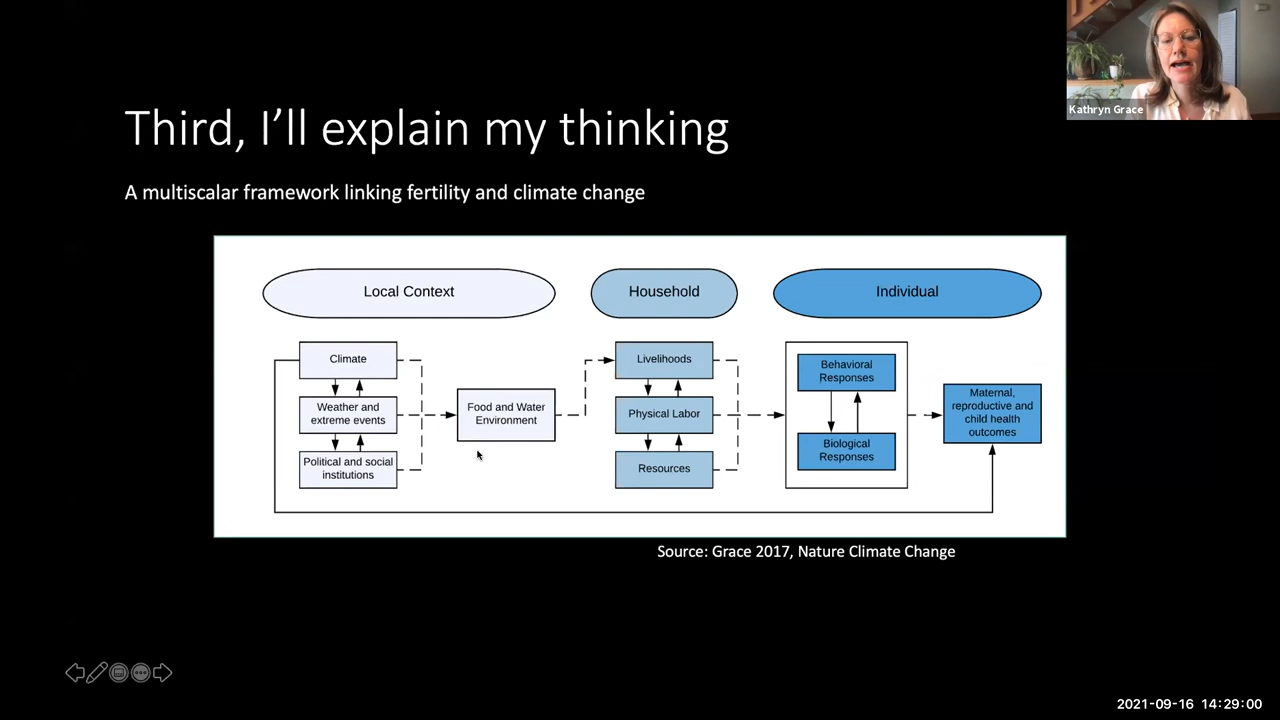 Kathryn Grace
Third, I'll explain my thinking
A multiscalar framework linking fertility and climate change
Local Context
Household
Individual
Climate
Weather and
extreme events
Political and social
institutions
Food and Water
Environment
Livelihoods
Physical Labor
Resources
Behavioral
Responses
Biological
Responses
Maternal,
reproductive and
child health
outcomes
Source: Grace 2017, Nature Climate Change
2021-09-16 14:29:00